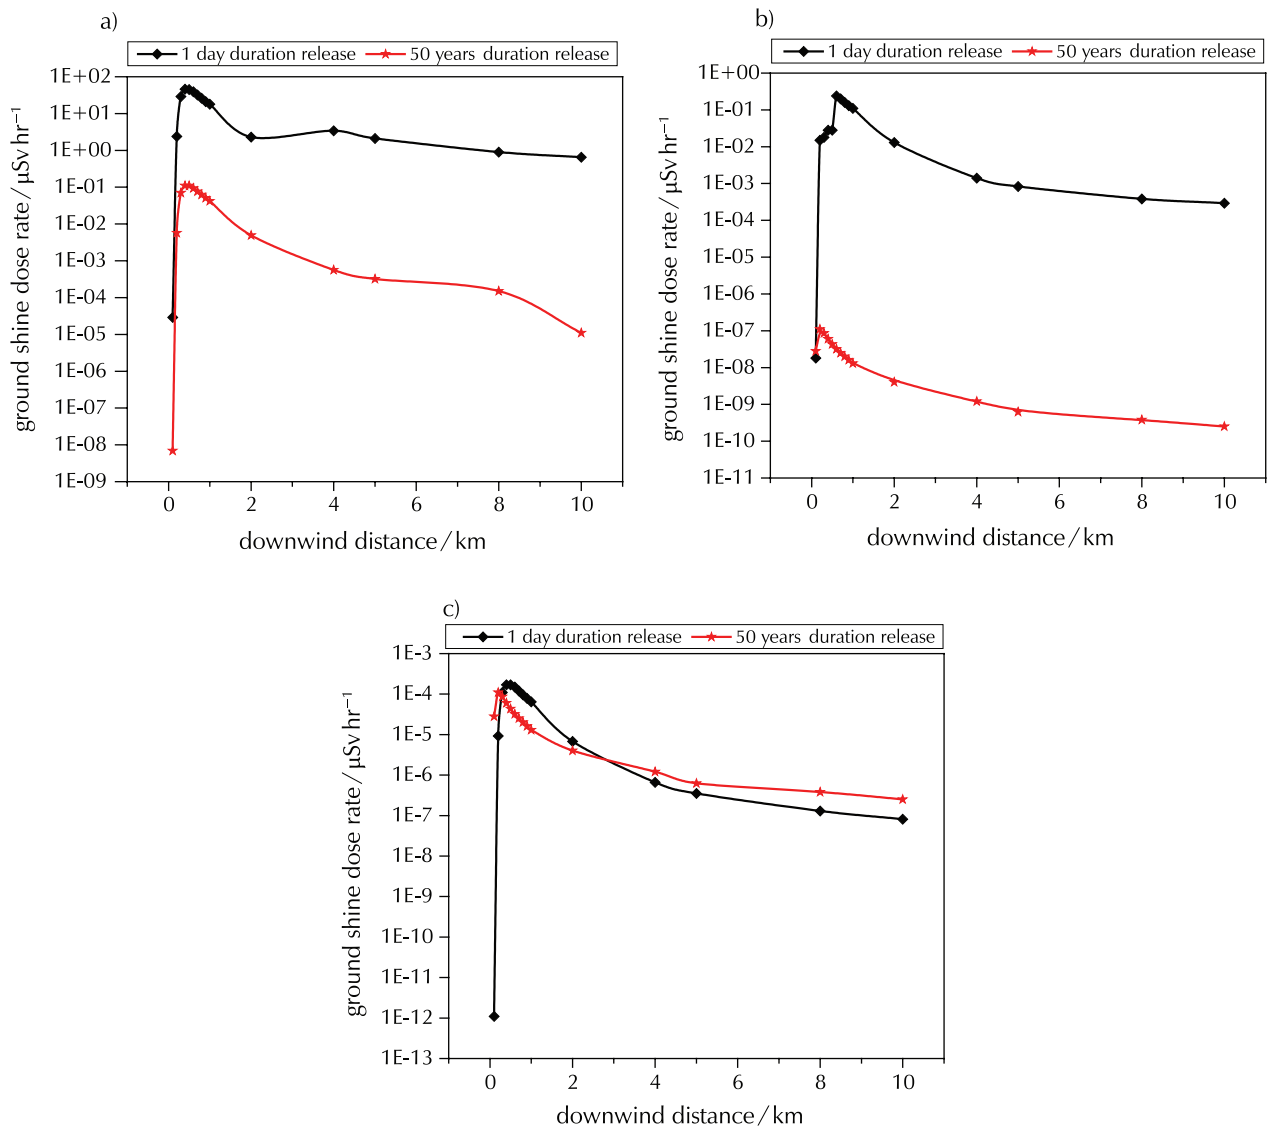 a)
1 day duration release 50 years duration release
1E+02
1E+01
1E+00
1E-01
1E-02
1E-03
1E-04
1E-05
1E-06
1E-07
1E-08
1E-09
ground shine dose rate / μSv hr⁻¹
0 2 4 6 8 10
downwind distance / km
b)
1 day duration release 50 years duration release
1E+00
1E-01
1E-02
1E-03
1E-04
1E-05
1E-06
1E-07
1E-08
1E-09
1E-10
1E-11
ground shine dose rate / μSv hr⁻¹
0 2 4 6 8 10
downwind distance / km
c)
1 day duration release 50 years duration release
1E-3
1E-4
1E-5
1E-6
1E-7
1E-8
1E-9
1E-10
1E-11
1E-12
1E-13
ground shine dose rate / μSv hr⁻¹
0 2 4 6 8 10
downwind distance / km